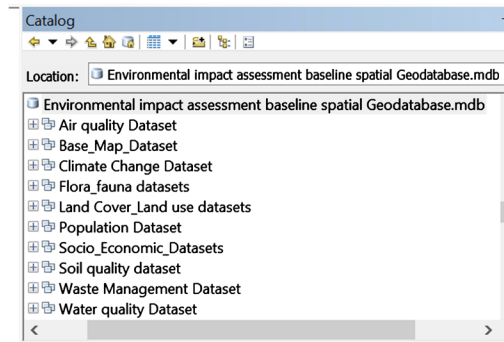 Catalog
Location: Environmental impact assessment baseline spatial Geodatabase.mdb
Environmental impact assessment baseline spatial Geodatabase.mdb
Air quality Dataset
Base_Map_Dataset
Climate Change Dataset
Flora_fauna datasets
Land Cover_Land use datasets
Population Dataset
Socio_Economic_Datasets
Soil quality dataset
Waste Management Dataset
Water quality Dataset